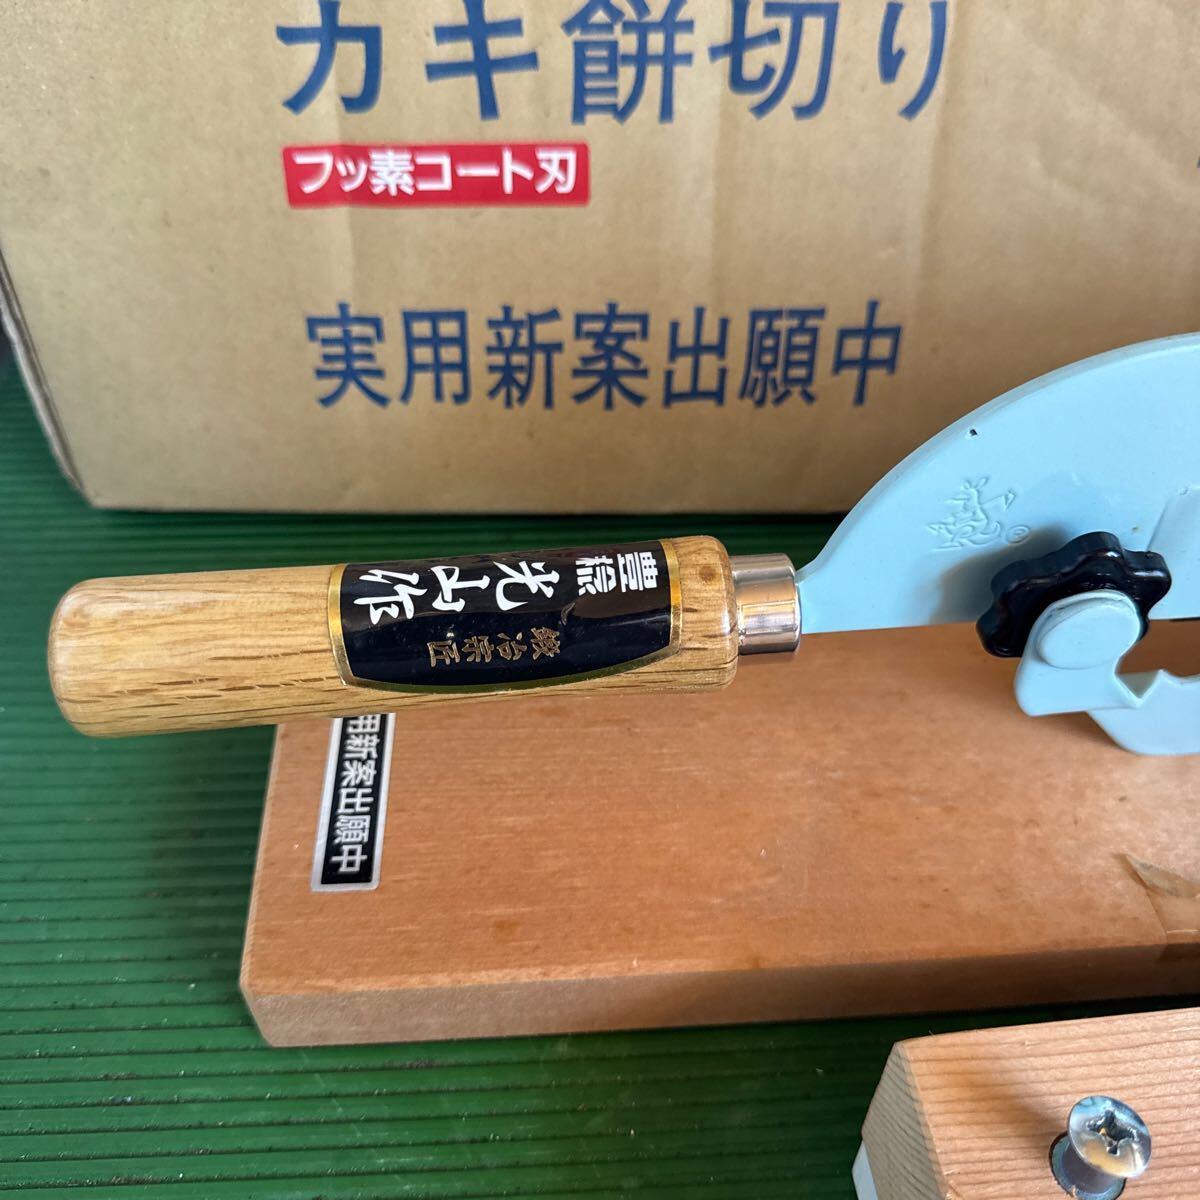 カキ餅切り
フッ素コート刃
実用新案出願中
豊稔
光山作
鍛冶宗匠
用新案出願中